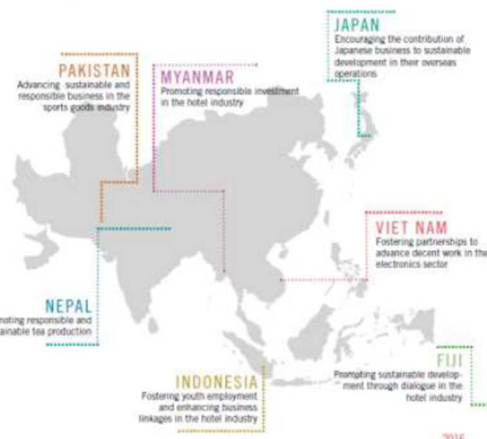 JAPAN
Encouraging the contribution of
Japanese business to sustainable
development in their overseas
operations
PAKISTAN
Advancing sustainable and
responsible business in the
sports goods industry
MYANMAR
Promoting responsible investment
in the hotel industry
VIET NAM
Fostering partnerships to
advance decent work in the
electronics sector
NEPAL
moting responsible and
ainable tea production
FIJI
Prompting sustainable develop-
ment through dialogue in the
hotel industry
INDONESIA
Fostering youth employment
and enhancing business
linkages in the hotel industry